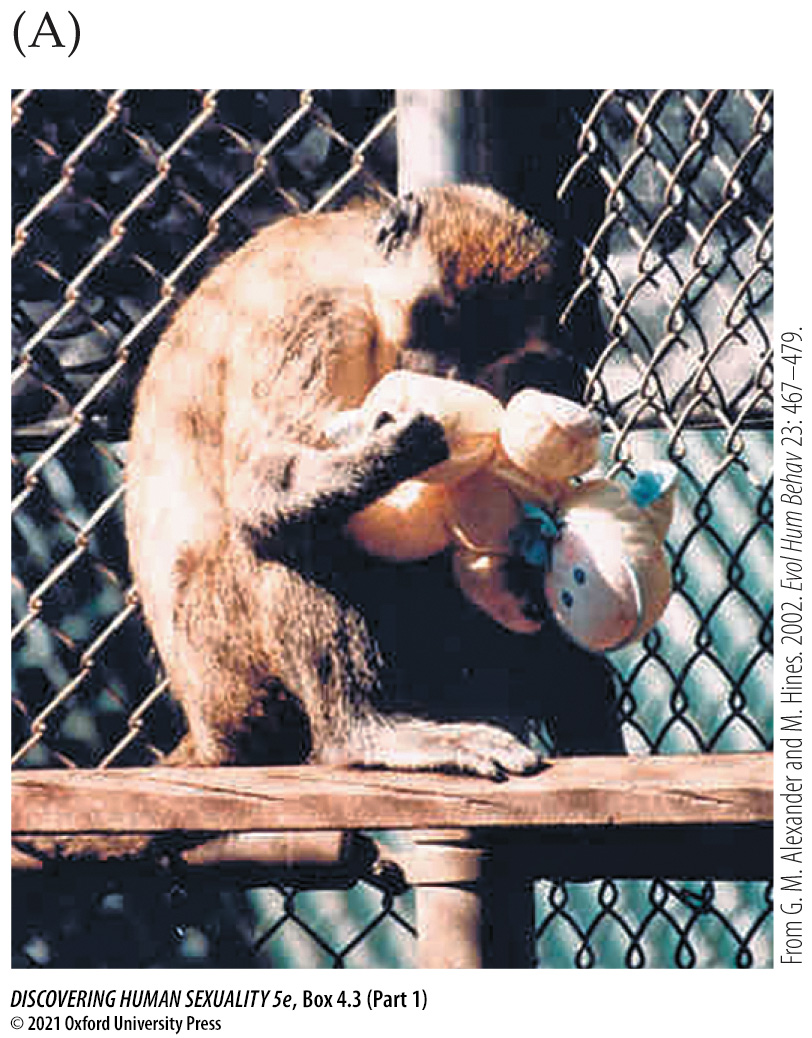 (A)
From G. M. Alexander and M. Hines. 2002. Evol Hum Behav 23: 467–479.
DISCOVERING HUMAN SEXUALITY 5e, Box 4.3 (Part 1)
© 2021 Oxford University Press